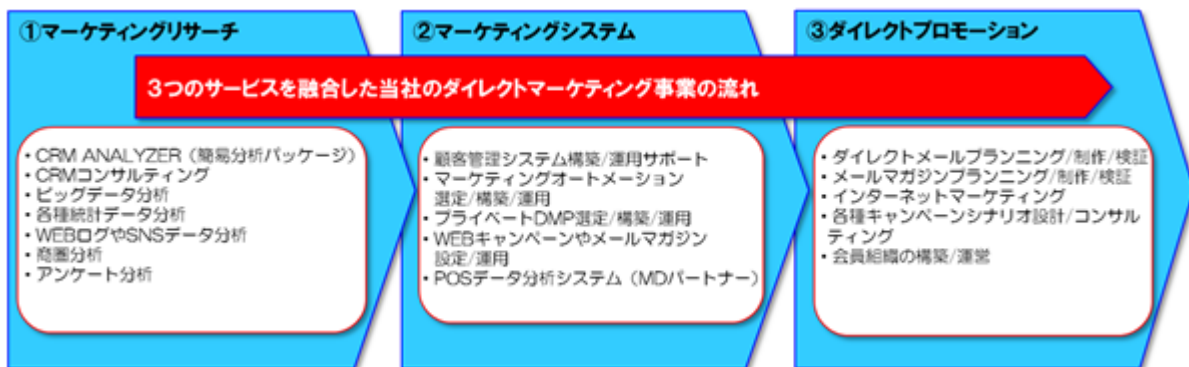 ①マーケティングリサーチ
②マーケティングシステム
③ダイレクトプロモーション
3つのサービスを融合した当社のダイレクトマーケティング事業の流れ
・CRM ANALYZER（簡易分析パッケージ）
・CRMコンサルティング
・ビッグデータ分析
・各種統計データ分析
・WEBログやSNSデータ分析
・商圏分析
・アンケート分析
・顧客管理システム構築/運用サポート
・マーケティングオートメーション
選定/構築/運用
・プライベートDMP選定/構築/運用
・WEBキャンペーンやメールマガジン
設定/運用
・POSデータ分析システム（MDパートナー）
・ダイレクトメールプランニング/制作/検証
・メールマガジンプランニング/制作/検証
・インターネットマーケティング
・各種キャンペーンシナリオ設計/コンサル
ティング
・会員組織の構築/運営